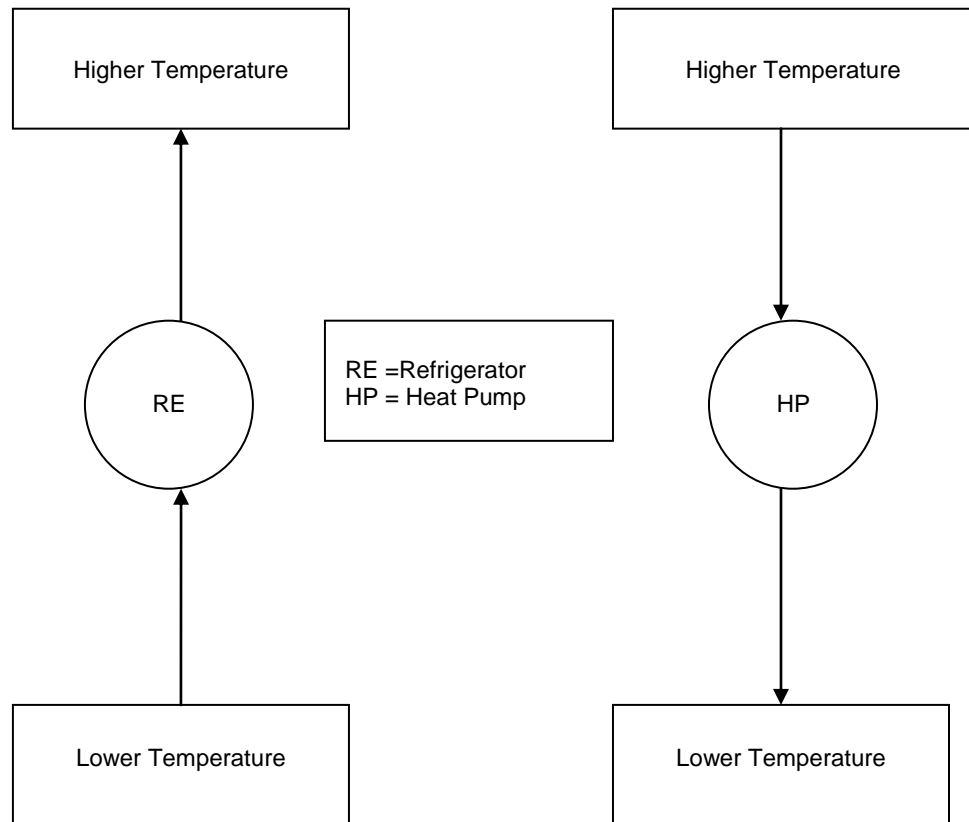 Higher Temperature
Higher Temperature
RE
RE =Refrigerator
HP = Heat Pump
HP
Lower Temperature
Lower Temperature